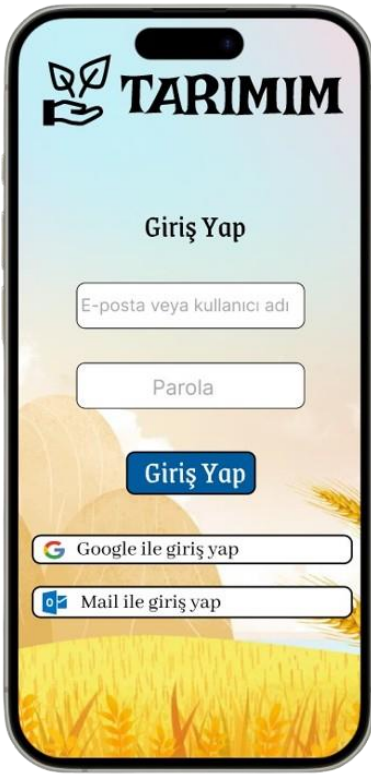 TARIMIM
Giriş Yap
E-posta veya kullanıcı adı
Parola
Giriş Yap
Google ile giriş yap
Mail ile giriş yap